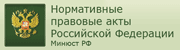 Нормативные
правовые акты
Российской Федерации
Минюст РФ